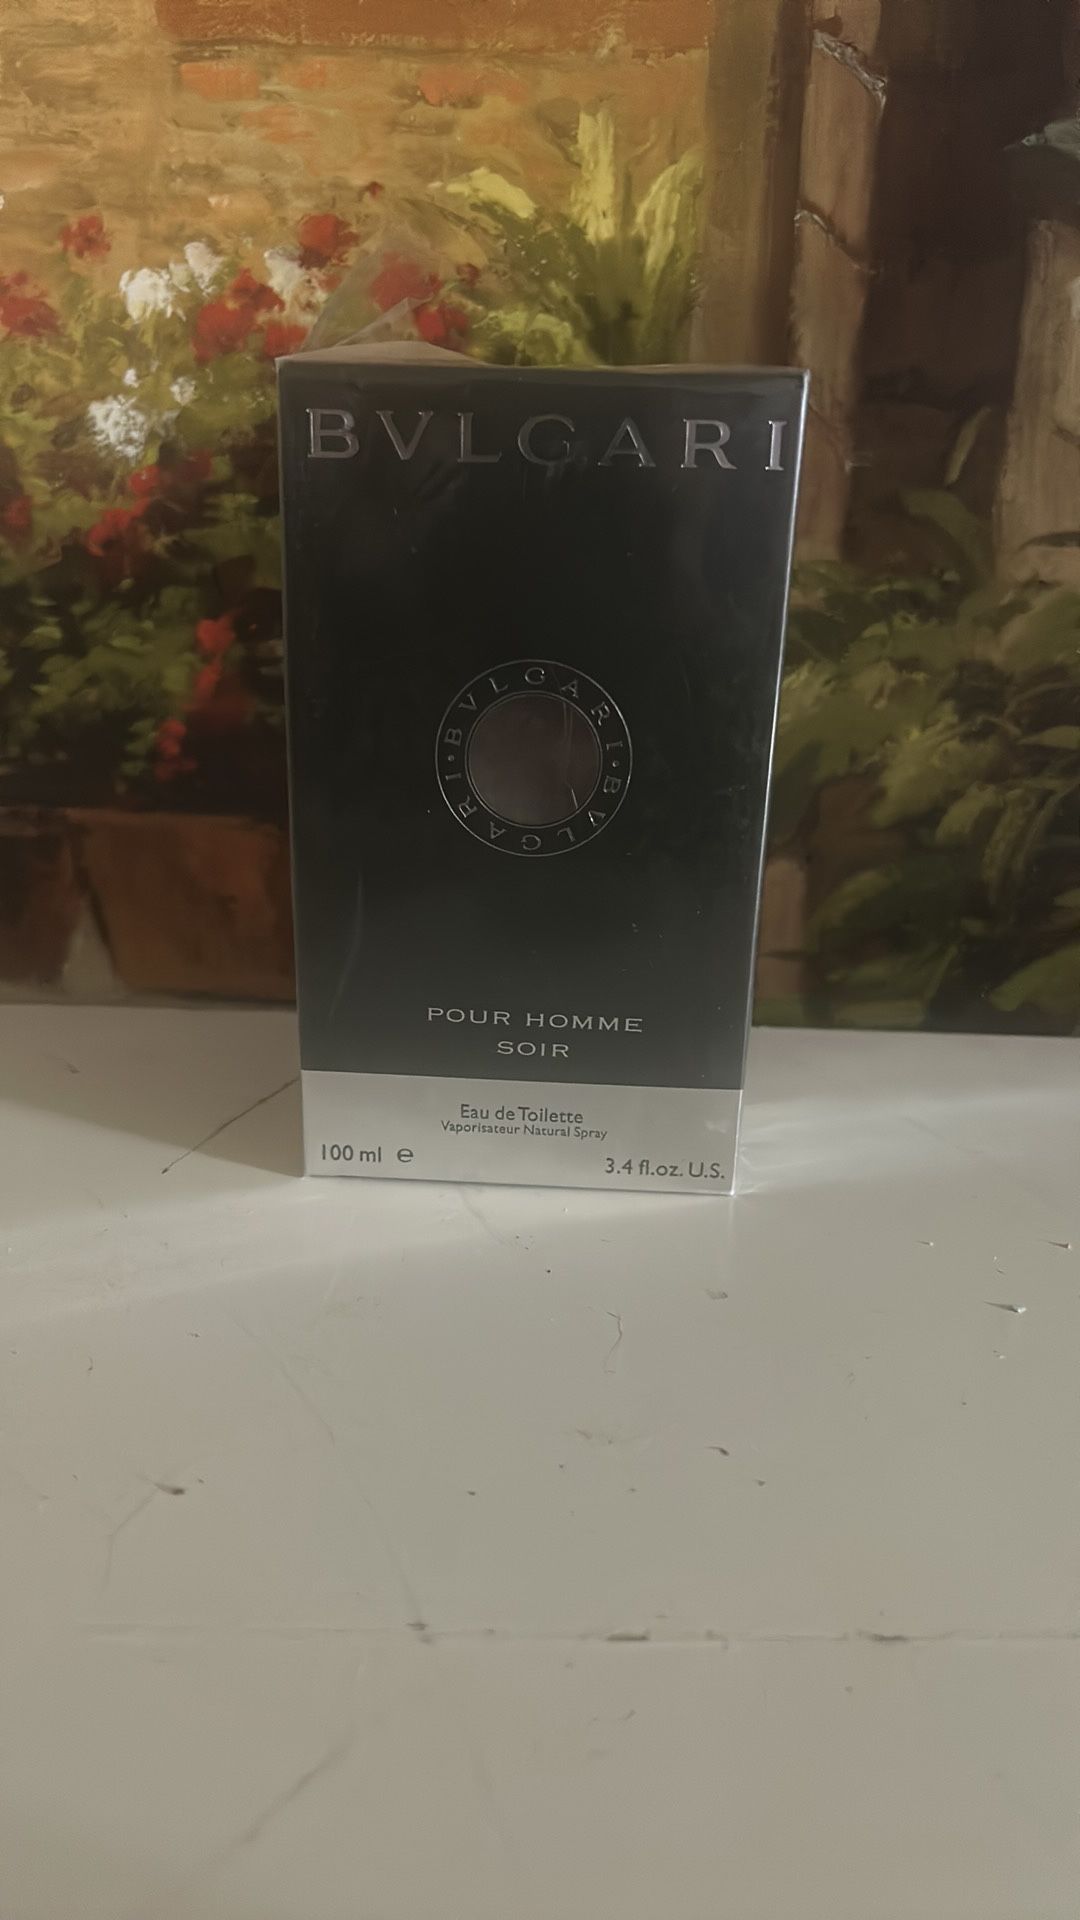 BVLGARI
BVLGARI · BVLGARI ·
POUR HOMME
SOIR
Eau de Toilette
Vaporisateur Natural Spray
100 ml e
3.4 fl.oz. U.S.